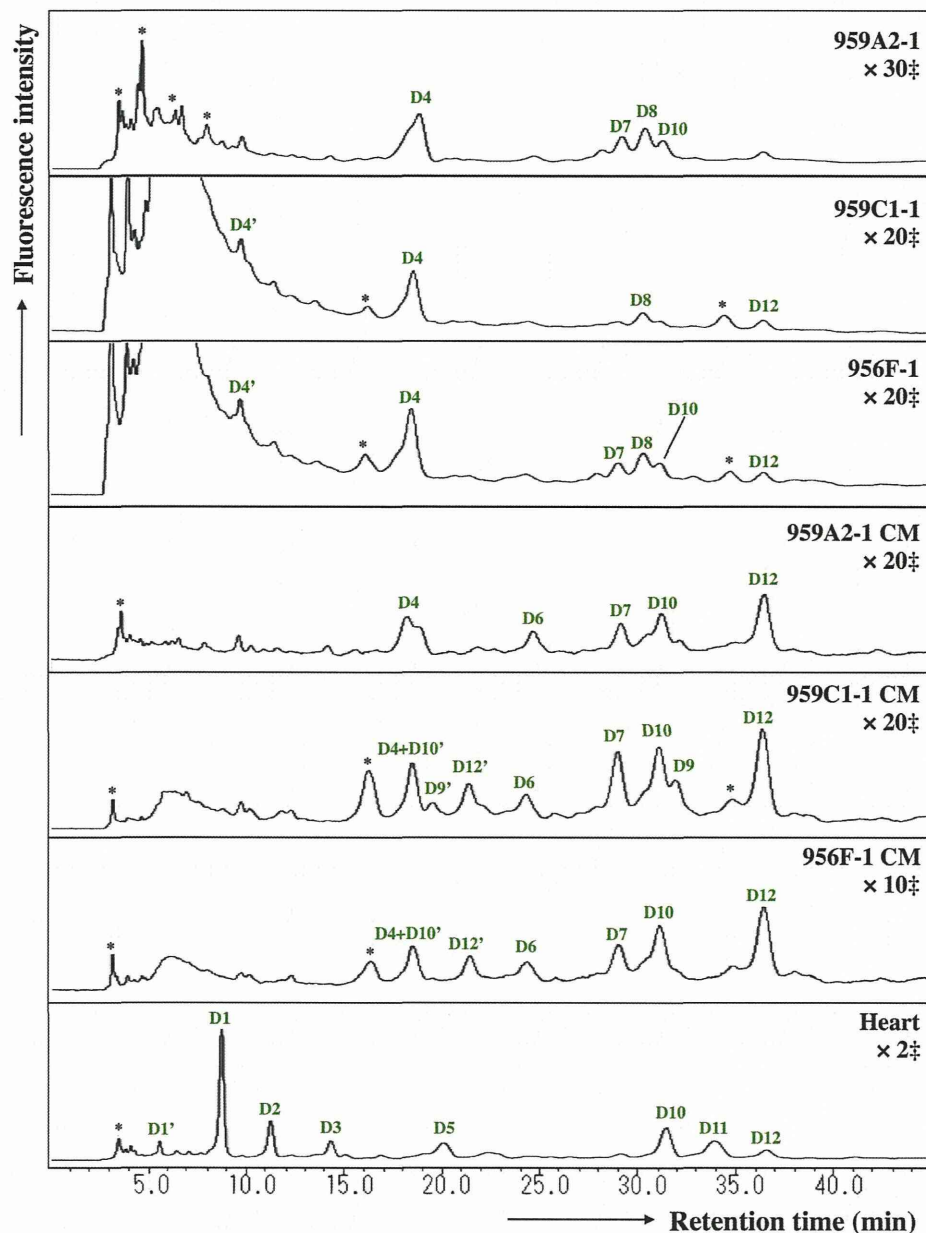 Fluorescence intensity
959A2-1
× 30‡
* * * * D4 D7 D8 D10
959C1-1
× 20‡
D4’ * D4 D8 * D12
956F-1
× 20‡
D4’ * D4 D7 D8 D10 * D12
959A2-1 CM
× 20‡
* D4 D6 D7 D10 D12
959C1-1 CM
× 20‡
* * D4+D10’ D9’ D12’ D6 D7 D10 D9 * D12
956F-1 CM
× 10‡
* * D4+D10’ D12’ D6 D7 D10 D12
Heart
× 2‡
* D1’ D1 D2 D3 D5 D10 D11 D12
5.0 10.0 15.0 20.0 25.0 30.0 35.0 40.0
Retention time (min)